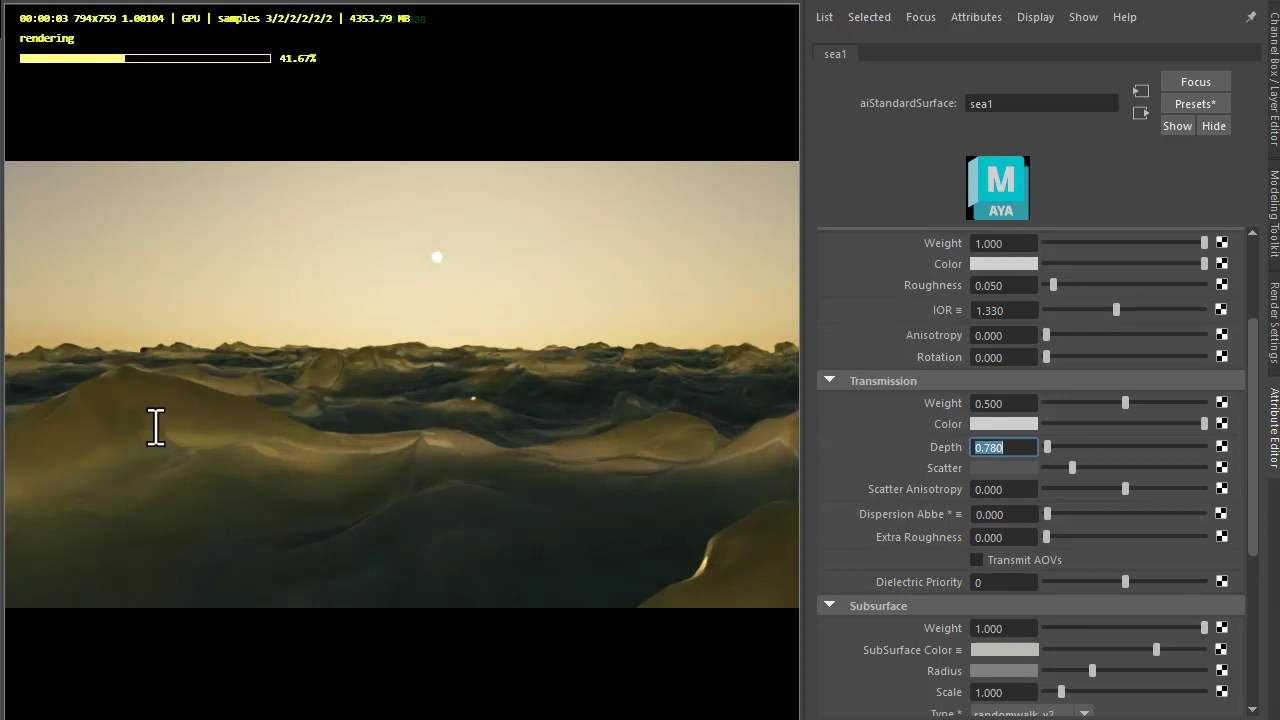 00:00:03 794x759 1.00104 | GPU | samples 3/2/2/2/2/2 | 4353.79 MB
rendering
41.67%
List Selected Focus Attributes Display Show Help
sea1
Focus
aiStandardSurface: sea1
Presets*
Show Hide
M
AYA
Weight 1.000
Color
Roughness 0.050
IOR = 1.330
Anisotropy 0.000
Rotation 0.000
Transmission
Weight 0.500
Color
Depth 0.780
Scatter
Scatter Anisotropy 0.000
Dispersion Abbe * = 0.000
Extra Roughness 0.000
Transmit AOVs
Dielectric Priority 0
Subsurface
Weight 1.000
SubSurface Color =
Radius
Scale 1.000
Type * randomwalk_v2
Channel Box / Layer Editor
Modeling Toolkit
Render Settings
Attribute Editor